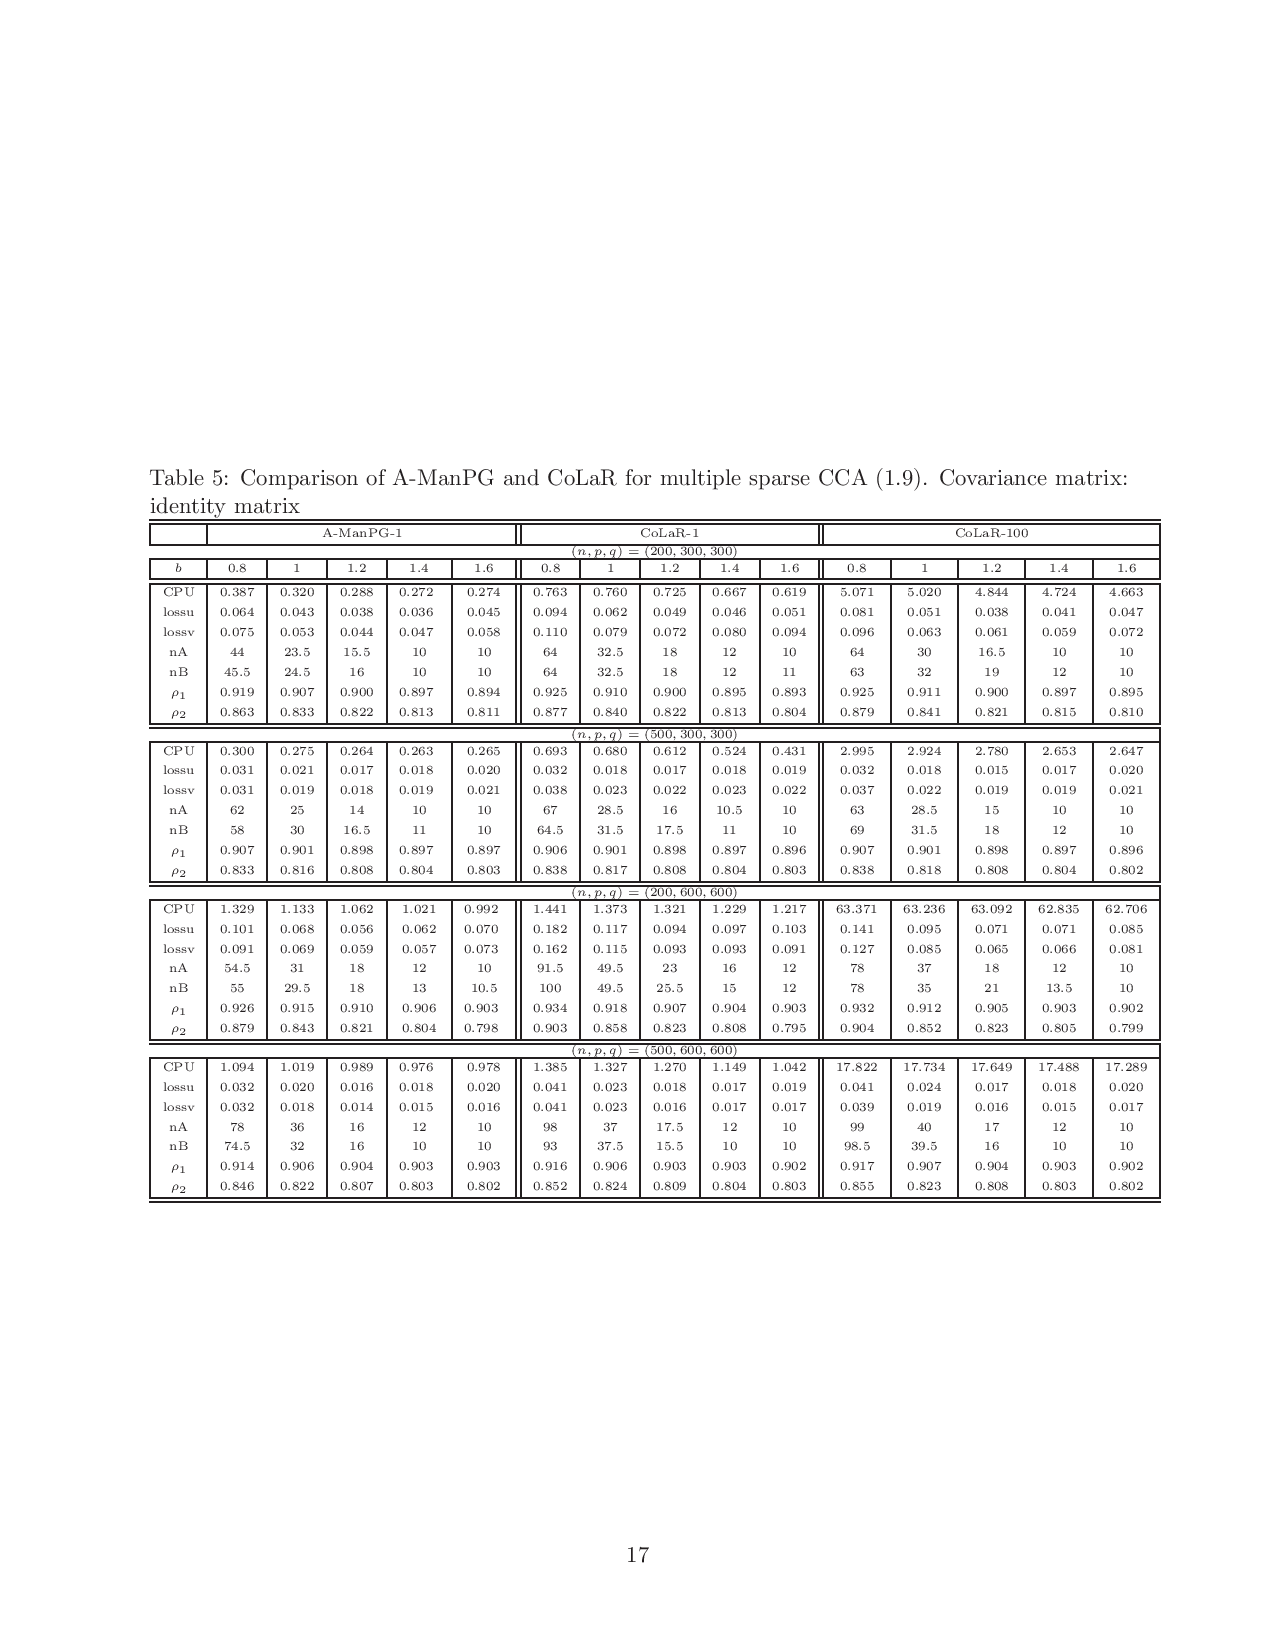 Table 5: Comparison of A-ManPG and CoLaR for multiple sparse CCA (1.9). Covariance matrix:
identity matrix
A-ManPG-1 CoLaR-1 CoLaR-100
(n, p, q) = (200, 300, 300)
b 0.8 1 1.2 1.4 1.6 0.8 1 1.2 1.4 1.6 0.8 1 1.2 1.4 1.6
CPU 0.387 0.320 0.288 0.272 0.274 0.763 0.760 0.725 0.667 0.619 5.071 5.020 4.844 4.724 4.663
lossu 0.064 0.043 0.038 0.036 0.045 0.094 0.062 0.049 0.046 0.051 0.081 0.051 0.038 0.041 0.047
lossv 0.075 0.053 0.044 0.047 0.058 0.110 0.079 0.072 0.080 0.094 0.096 0.063 0.061 0.059 0.072
nA 44 23.5 15.5 10 10 64 32.5 18 12 10 64 30 16.5 10 10
nB 45.5 24.5 16 10 10 64 32.5 18 12 11 63 32 19 12 10
ρ1 0.919 0.907 0.900 0.897 0.894 0.925 0.910 0.900 0.895 0.893 0.925 0.911 0.900 0.897 0.895
ρ2 0.863 0.833 0.822 0.813 0.811 0.877 0.840 0.822 0.813 0.804 0.879 0.841 0.821 0.815 0.810
(n, p, q) = (500, 300, 300)
CPU 0.300 0.275 0.264 0.263 0.265 0.693 0.680 0.612 0.524 0.431 2.995 2.924 2.780 2.653 2.647
lossu 0.031 0.021 0.017 0.018 0.020 0.032 0.018 0.017 0.018 0.019 0.032 0.018 0.015 0.017 0.020
lossv 0.031 0.019 0.018 0.019 0.021 0.038 0.023 0.022 0.023 0.022 0.037 0.022 0.019 0.019 0.021
nA 62 25 14 10 10 67 28.5 16 10.5 10 63 28.5 15 10 10
nB 58 30 16.5 11 10 64.5 31.5 17.5 11 10 69 31.5 18 12 10
ρ1 0.907 0.901 0.898 0.897 0.897 0.906 0.901 0.898 0.897 0.896 0.907 0.901 0.898 0.897 0.896
ρ2 0.833 0.816 0.808 0.804 0.803 0.838 0.817 0.808 0.804 0.803 0.838 0.818 0.808 0.804 0.802
(n, p, q) = (200, 600, 600)
CPU 1.329 1.133 1.062 1.021 0.992 1.441 1.373 1.321 1.229 1.217 63.371 63.236 63.092 62.835 62.706
lossu 0.101 0.068 0.056 0.062 0.070 0.182 0.117 0.094 0.097 0.103 0.141 0.095 0.071 0.071 0.085
lossv 0.091 0.069 0.059 0.057 0.073 0.162 0.115 0.093 0.093 0.091 0.127 0.085 0.065 0.066 0.081
nA 54.5 31 18 12 10 91.5 49.5 23 16 12 78 37 18 12 10
nB 55 29.5 18 13 10.5 100 49.5 25.5 15 12 78 35 21 13.5 10
ρ1 0.926 0.915 0.910 0.906 0.903 0.934 0.918 0.907 0.904 0.903 0.932 0.912 0.905 0.903 0.902
ρ2 0.879 0.843 0.821 0.804 0.798 0.903 0.858 0.823 0.808 0.795 0.904 0.852 0.823 0.805 0.799
(n, p, q) = (500, 600, 600)
CPU 1.094 1.019 0.989 0.976 0.978 1.385 1.327 1.270 1.149 1.042 17.822 17.734 17.649 17.488 17.289
lossu 0.032 0.020 0.016 0.018 0.020 0.041 0.023 0.018 0.017 0.019 0.041 0.024 0.017 0.018 0.020
lossv 0.032 0.018 0.014 0.015 0.016 0.041 0.023 0.016 0.017 0.017 0.039 0.019 0.016 0.015 0.017
nA 78 36 16 12 10 98 37 17.5 12 10 99 40 17 12 10
nB 74.5 32 16 10 10 93 37.5 15.5 10 10 98.5 39.5 16 10 10
ρ1 0.914 0.906 0.904 0.903 0.903 0.916 0.906 0.903 0.903 0.902 0.917 0.907 0.904 0.903 0.902
ρ2 0.846 0.822 0.807 0.803 0.802 0.852 0.824 0.809 0.804 0.803 0.855 0.823 0.808 0.803 0.802
17